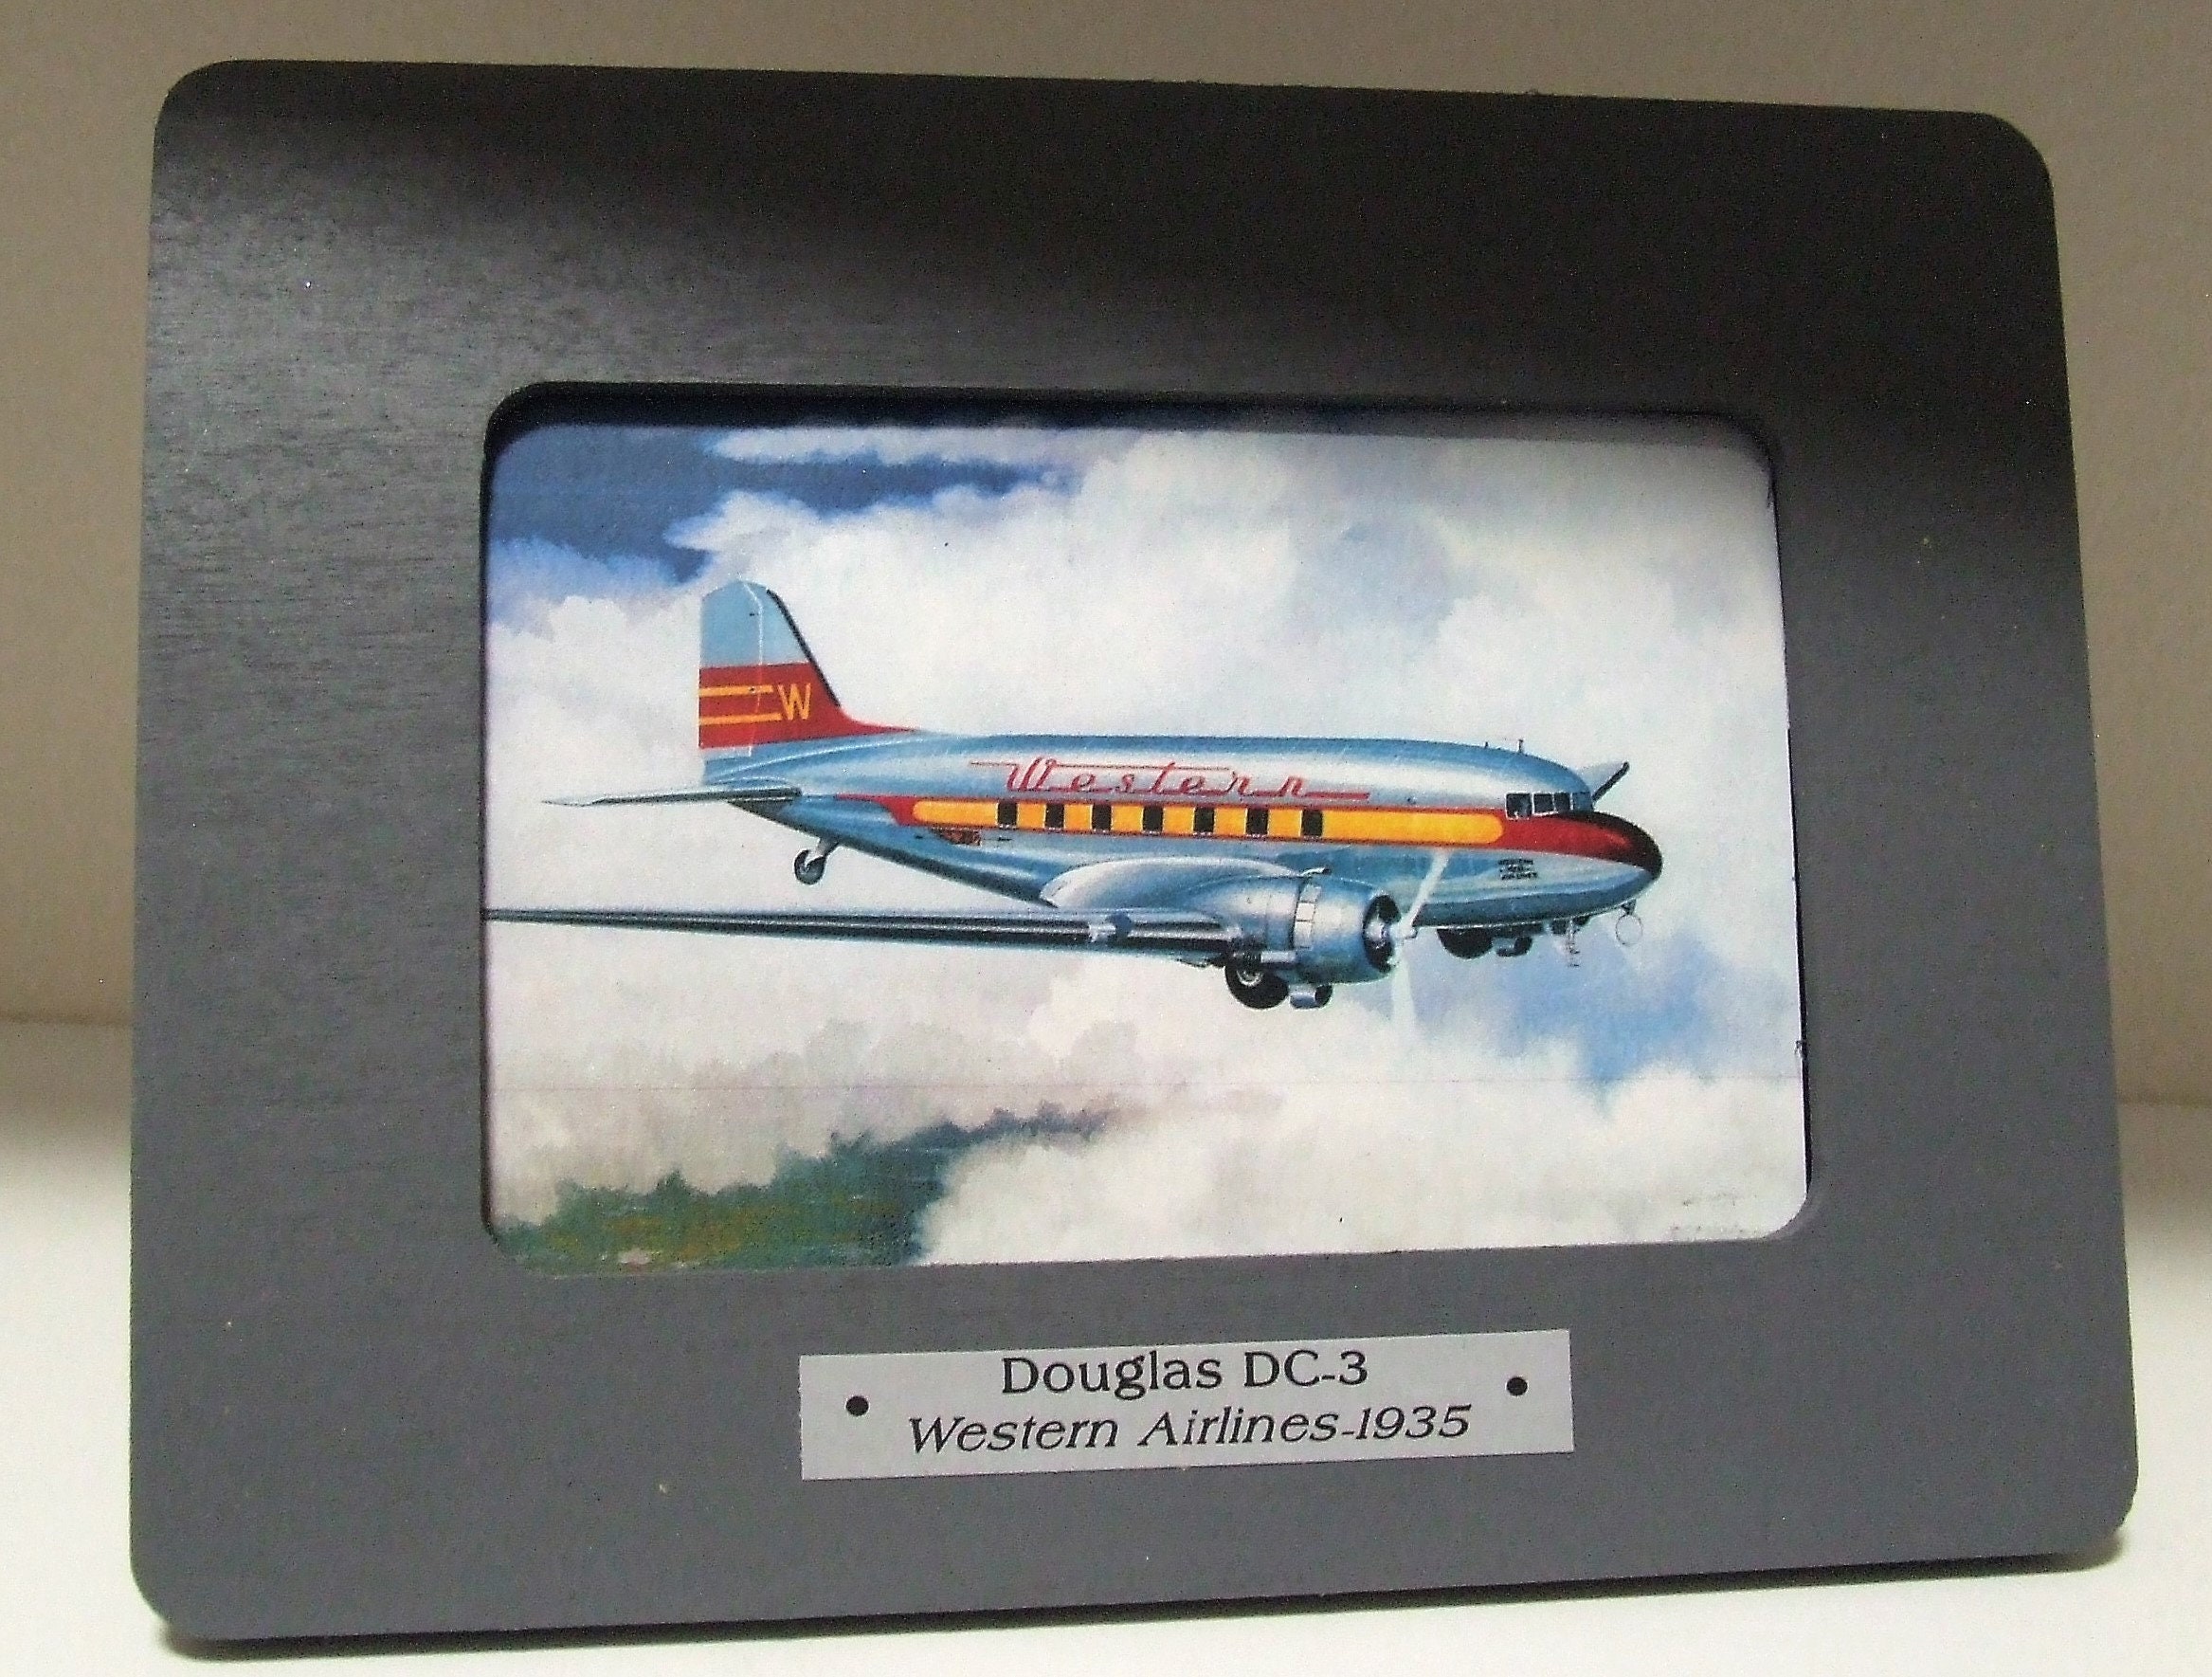 W
Western
Douglas DC-3
Western Airlines-1935